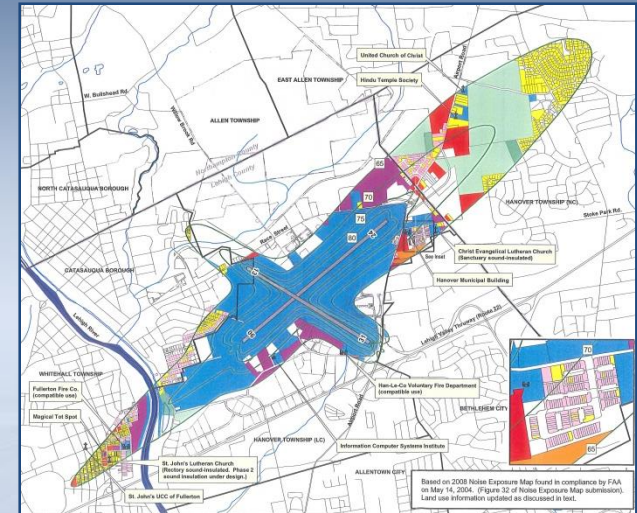 United Church of Christ
Hindu Temple Society
Airport Road
EAST ALLEN TOWNSHIP
W. Bullshead Rd.
Willow Brook Rd
ALLEN TOWNSHIP
Northampton County
Lehigh County
65
NORTH CATASAUQUA BOROUGH
70
HANOVER TOWNSHIP (NC)
75
Stoke Park Rd.
80
Race Street
Christ Evangelical Lutheran Church
(Sanctuary sound-insulated)
See Inset
CATASAUQUA BOROUGH
Hanover Municipal Building
Lehigh River
Lehigh Valley Thruway (Route 22)
WHITEHALL TOWNSHIP
70
Fullerton Fire Co.
(compatible use)
Han-Le-Co Voluntary Fire Department
(compatible use)
BETHLEHEM CITY
Magical Tot Spot
Airport Road
HANOVER TOWNSHIP (LC)
Information Computer Systems Institute
65
St. John's Lutheran Church
(Rectory sound-insulated. Phase 2
sound insulation under design.)
ALLENTOWN CITY
St. John's UCC of Fullerton
Based on 2008 Noise Exposure Map found in compliance by FAA
on May 14, 2004. (Figure 32 of Noise Exposure Map submission).
Land use information updated as discussed in text.